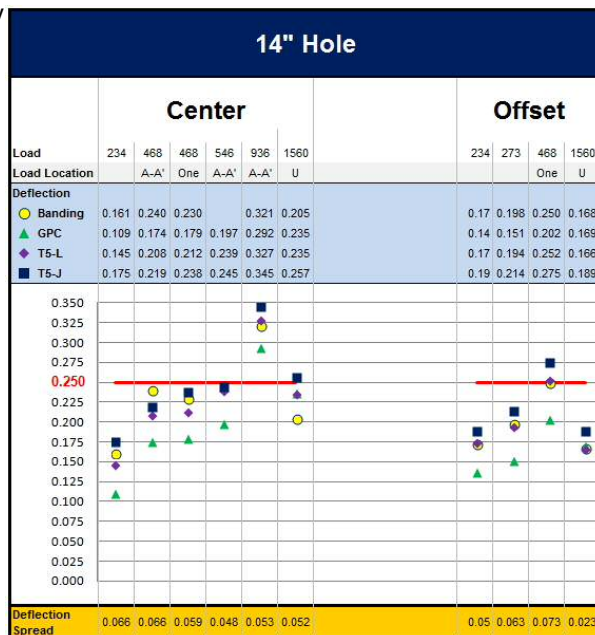 y
14" Hole
Center Offset
Load 234 468 468 546 936 1560 234 273 468 1560
Load Location A-A' One A-A' A-A' U One U
Deflection
Banding 0.161 0.240 0.230 0.321 0.205 0.17 0.198 0.250 0.168
GPC 0.109 0.174 0.179 0.197 0.292 0.235 0.14 0.151 0.202 0.169
T5-L 0.145 0.208 0.212 0.239 0.327 0.235 0.17 0.194 0.252 0.166
T5-J 0.175 0.219 0.238 0.245 0.345 0.257 0.19 0.214 0.275 0.189
0.350
0.325
0.300
0.275
0.250
0.225
0.200
0.175
0.150
0.125
0.100
0.075
0.050
0.025
0.000
Deflection
Spread 0.066 0.066 0.059 0.048 0.053 0.052 0.05 0.063 0.073 0.023